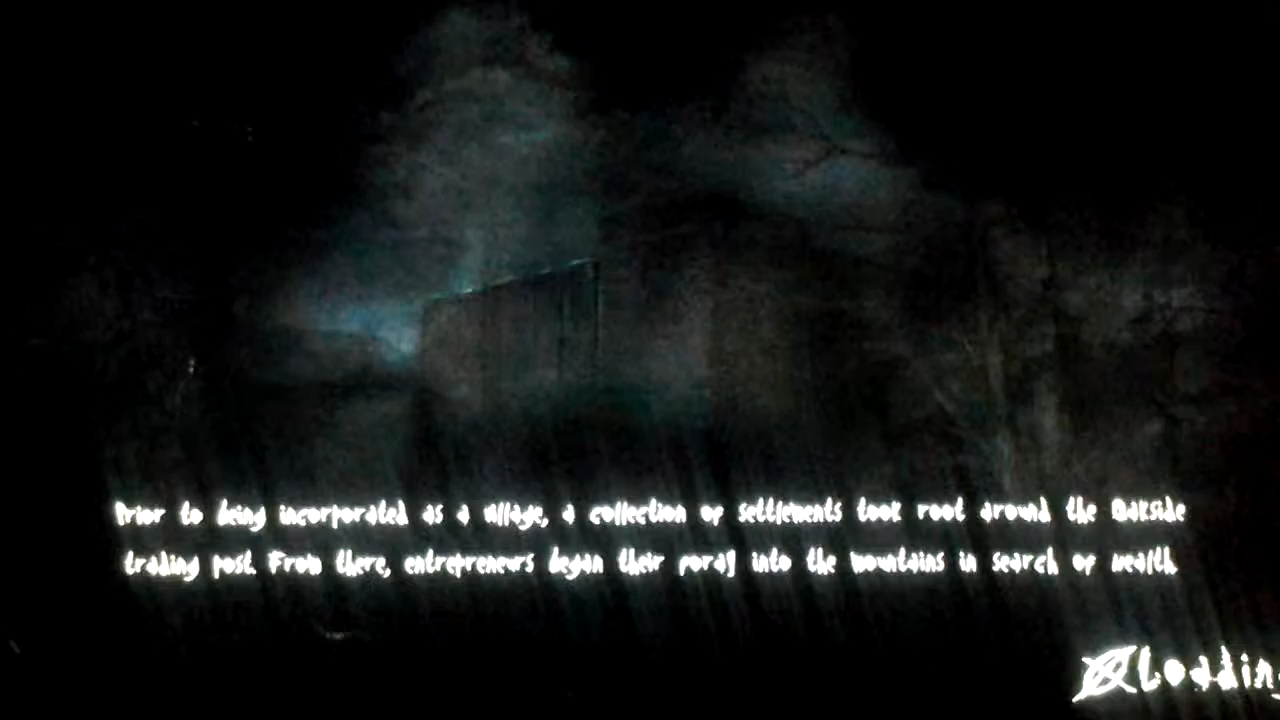 Prior to being incorporated as a village, a collection of settlements took root around the Oakside
trading post. From there, entrepreneurs began their foray into the mountains in search of wealth.
Loading